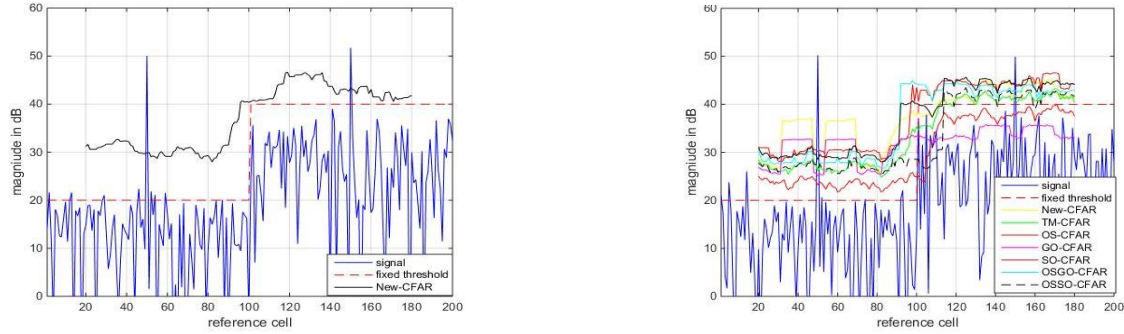 60
50
40
30
20
10
0
magniude in dB
20 40 60 80 100 120 140 160 180 200
reference cell
signal
fixed threshold
New-CFAR
60
50
40
30
20
10
0
magniude in dB
0 20 40 60 80 100 120 140 160 180 200
reference cell
signal
fixed threshold
New-CFAR
TM-CFAR
OS-CFAR
GO-CFAR
SO-CFAR
OSGO-CFAR
OSSO-CFAR